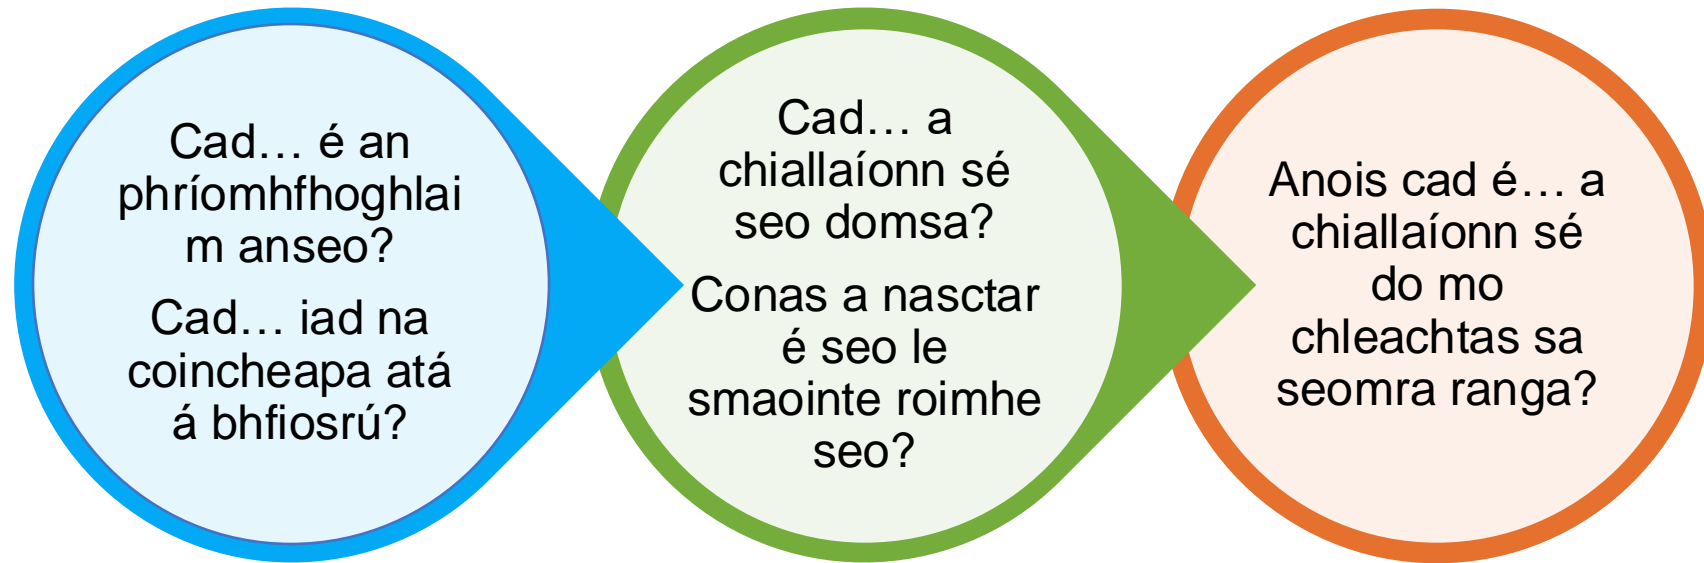 Cad… é an
phríomhfhoghlai
m anseo?
Cad… iad na
coincheapa atá
á bhfiosrú?
Cad… a
chiallaíonn sé
seo domsa?
Conas a nasctar
é seo le
smaointe roimhe
seo?
Anois cad é… a
chiallaíonn sé
do mo
chleachtas sa
seomra ranga?